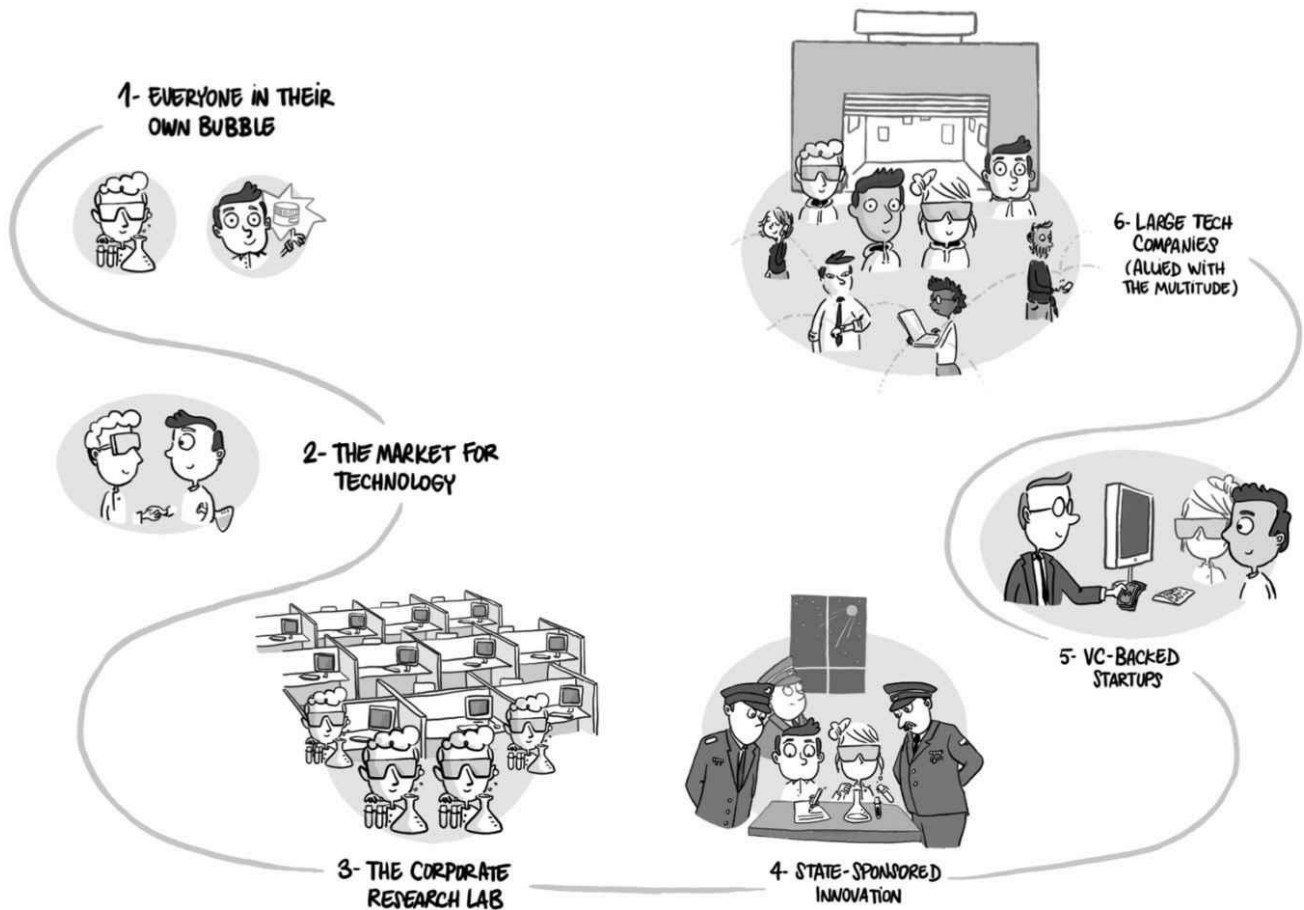 1- EVERYONE IN THEIR
OWN BUBBLE
2- THE MARKET FOR
TECHNOLOGY
3- THE CORPORATE
RESEARCH LAB
4- STATE-SPONSORED
INNOVATION
5- VC-BACKED
STARTUPS
6- LARGE TECH
COMPANIES
(ALLIED WITH
THE MULTITUDE)